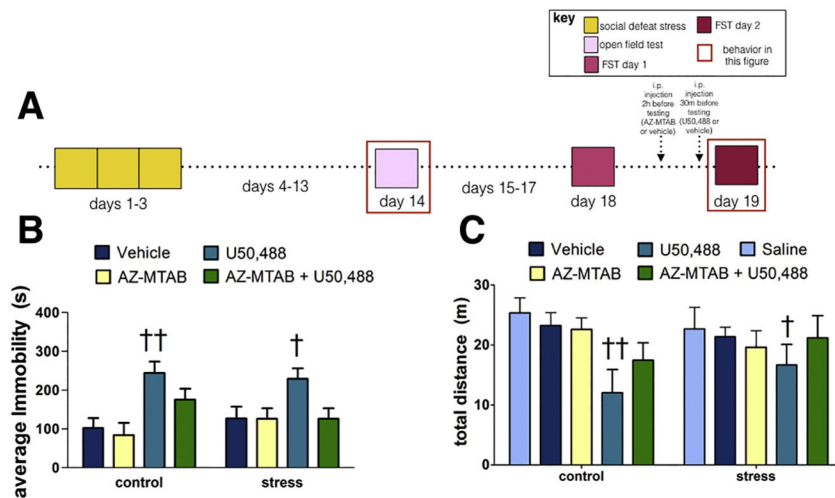 key
social defeat stress
FST day 2
open field test
behavior in
this figure
FST day 1
A
i.p.
injection
2h before
testing
(AZ-MTAB
or vehicle)
i.p.
injection
30m before
testing
(U50,488 or
vehicle)
days 1-3
days 4-13
day 14
days 15-17
day 18
day 19
B
Vehicle
U50,488
AZ-MTAB
AZ-MTAB + U50,488
average Immobility (s)
400
300
200
100
0
††
†
control
stress
C
Vehicle
U50,488
Saline
AZ-MTAB
AZ-MTAB + U50,488
total distance (m)
30
20
10
0
††
†
control
stress